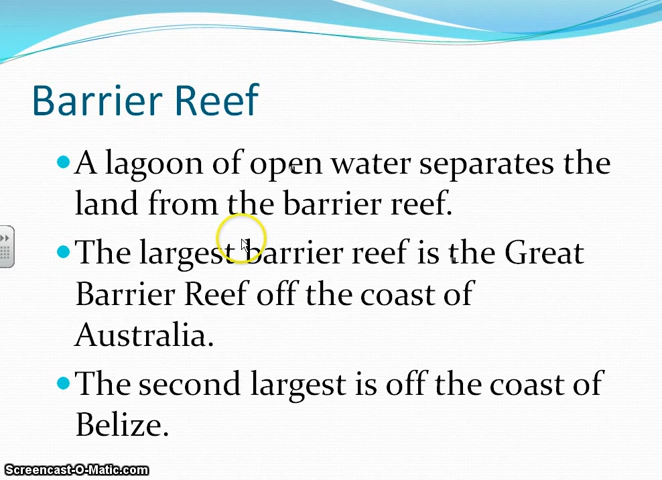 Barrier Reef
A lagoon of open water separates the
land from the barrier reef.
The largest barrier reef is the Great
Barrier Reef off the coast of
Australia.
The second largest is off the coast of
Belize.
Screencast-O-Matic.com